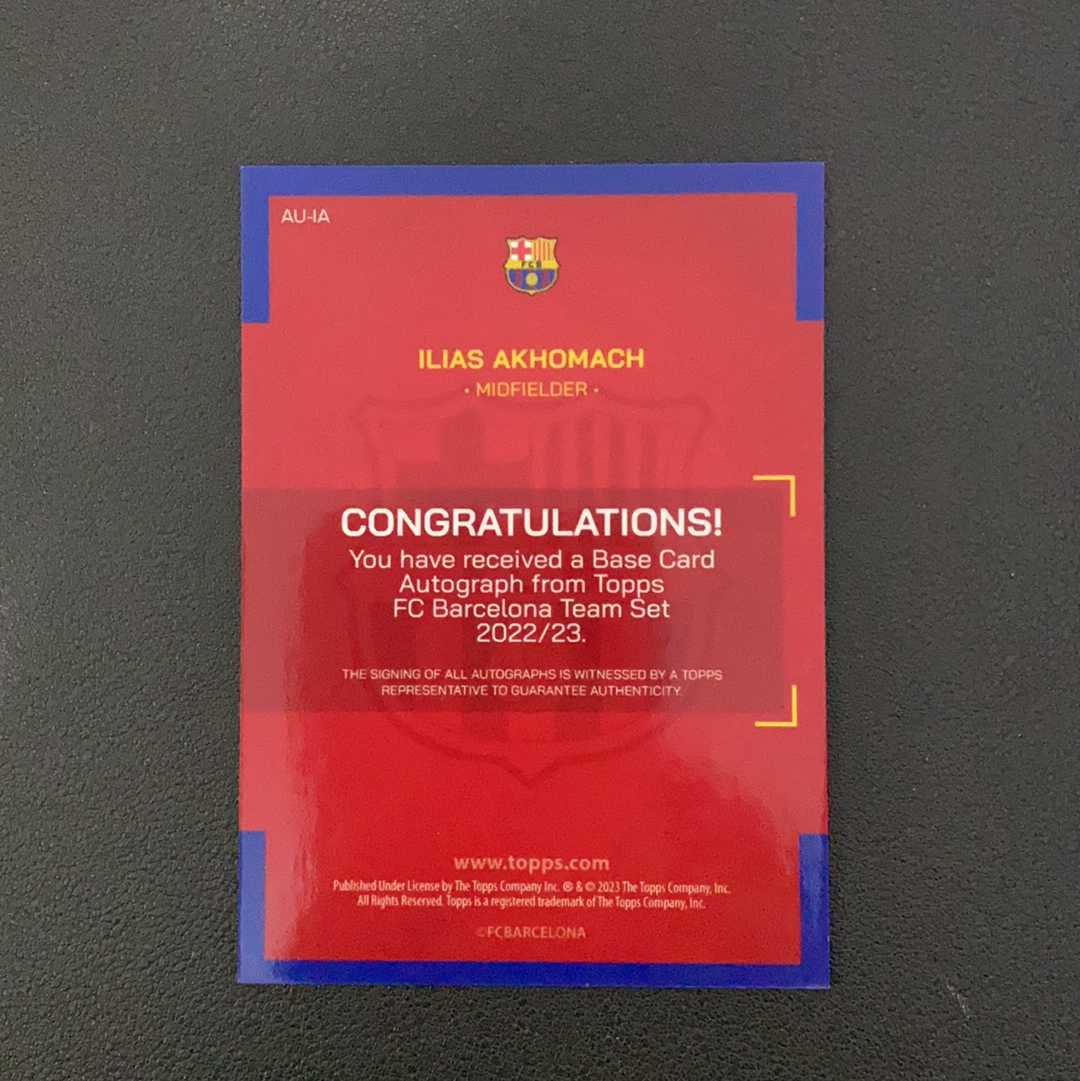 AU-IA
FCB
ILIAS AKHOMACH
· MIDFIELDER ·
CONGRATULATIONS!
You have received a Base Card
Autograph from Topps
FC Barcelona Team Set
2022/23.
THE SIGNING OF ALL AUTOGRAPHS IS WITNESSED BY A TOPPS
REPRESENTATIVE TO GUARANTEE AUTHENTICITY.
www.topps.com
Published Under License by The Topps Company Inc. ® & © 2023 The Topps Company, Inc.
All Rights Reserved. Topps is a registered trademark of The Topps Company, Inc.
©FCBARCELONA